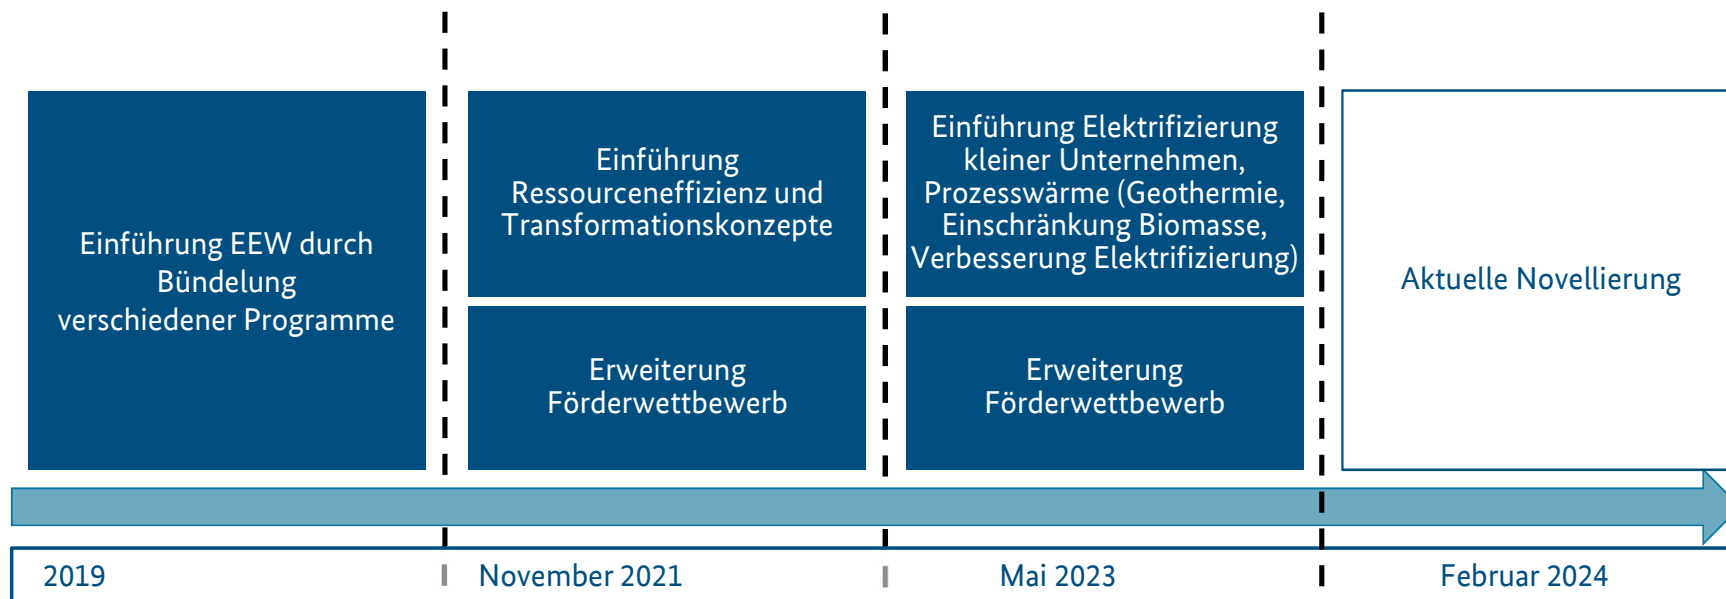 Einführung EEW durch
Bündelung
verschiedener Programme
Einführung
Ressourceneffizienz und
Transformationskonzepte
Erweiterung
Förderwettbewerb
Einführung Elektrifizierung
kleiner Unternehmen,
Prozesswärme (Geothermie,
Einschränkung Biomasse,
Verbesserung Elektrifizierung)
Erweiterung
Förderwettbewerb
Aktuelle Novellierung
2019
November 2021
Mai 2023
Februar 2024